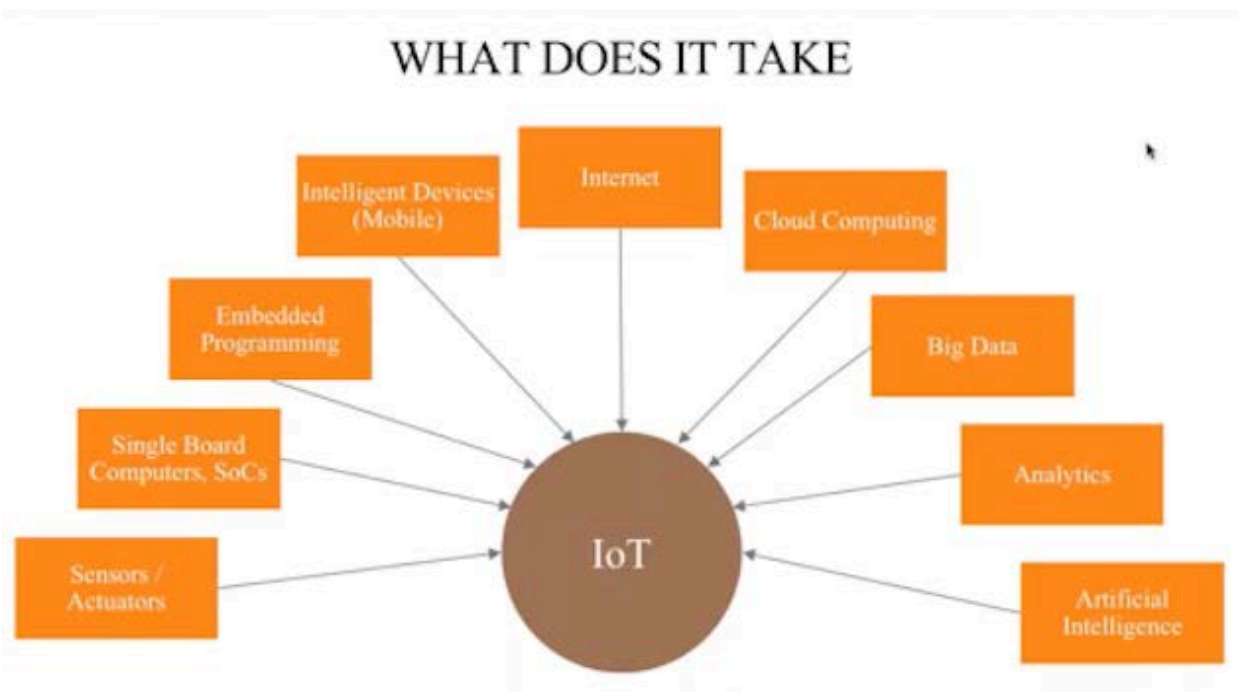 WHAT DOES IT TAKE
Internet
Intelligent Devices
(Mobile)
Cloud Computing
Embedded
Programming
Big Data
Single Board
Computers, SoCs
Analytics
IoT
Sensors /
Actuators
Artificial
Intelligence